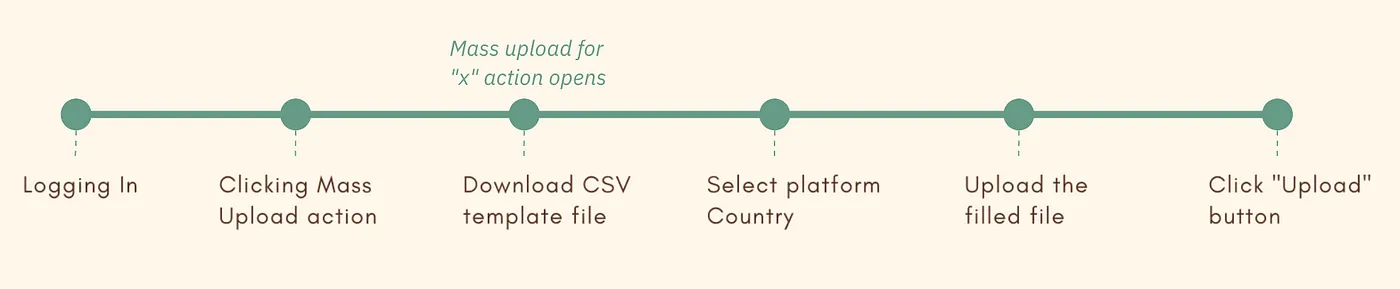 Mass upload for
"x" action opens
Logging In
Clicking Mass
Upload action
Download CSV
template file
Select platform
Country
Upload the
filled file
Click "Upload"
button